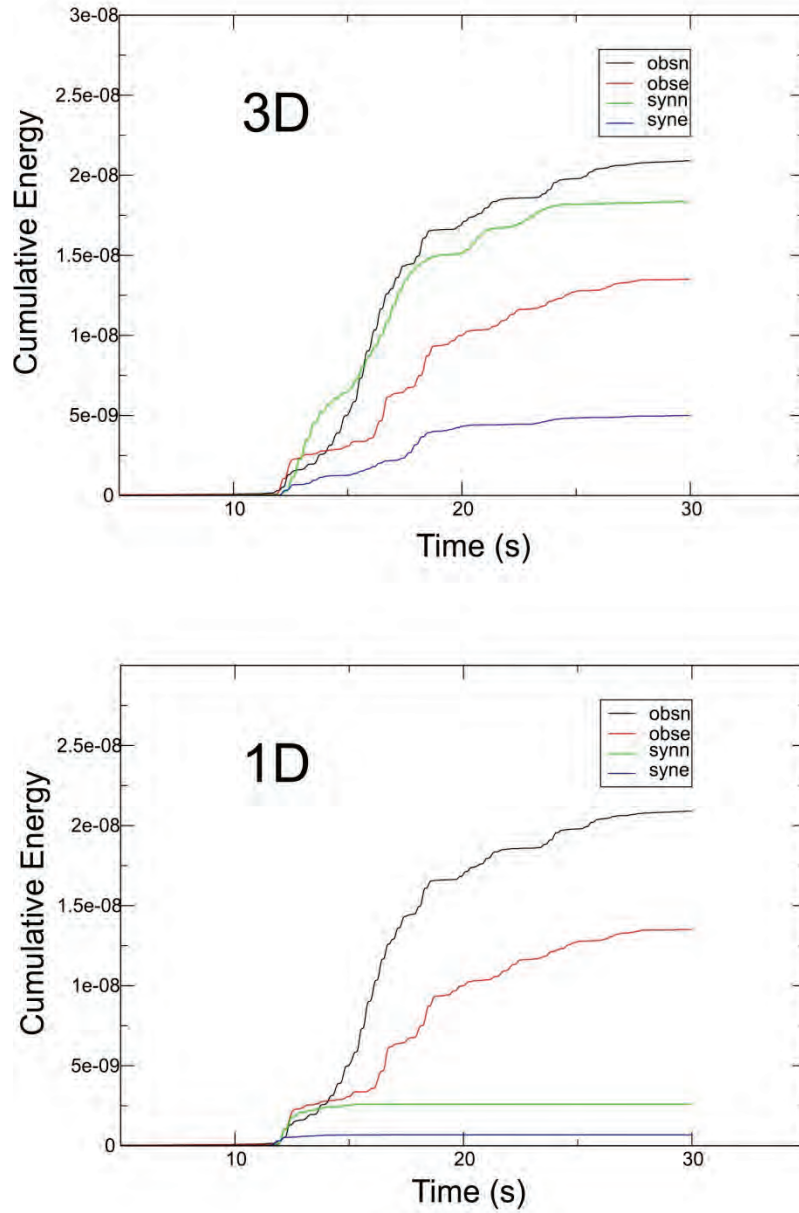 3e-08
2.5e-08
2e-08
1.5e-08
1e-08
5e-09
0
Cumulative Energy
3D
obsn
obse
synn
syne
10
20
30
Time (s)
2.5e-08
2e-08
1.5e-08
1e-08
5e-09
0
Cumulative Energy
1D
obsn
obse
synn
syne
10
20
30
Time (s)